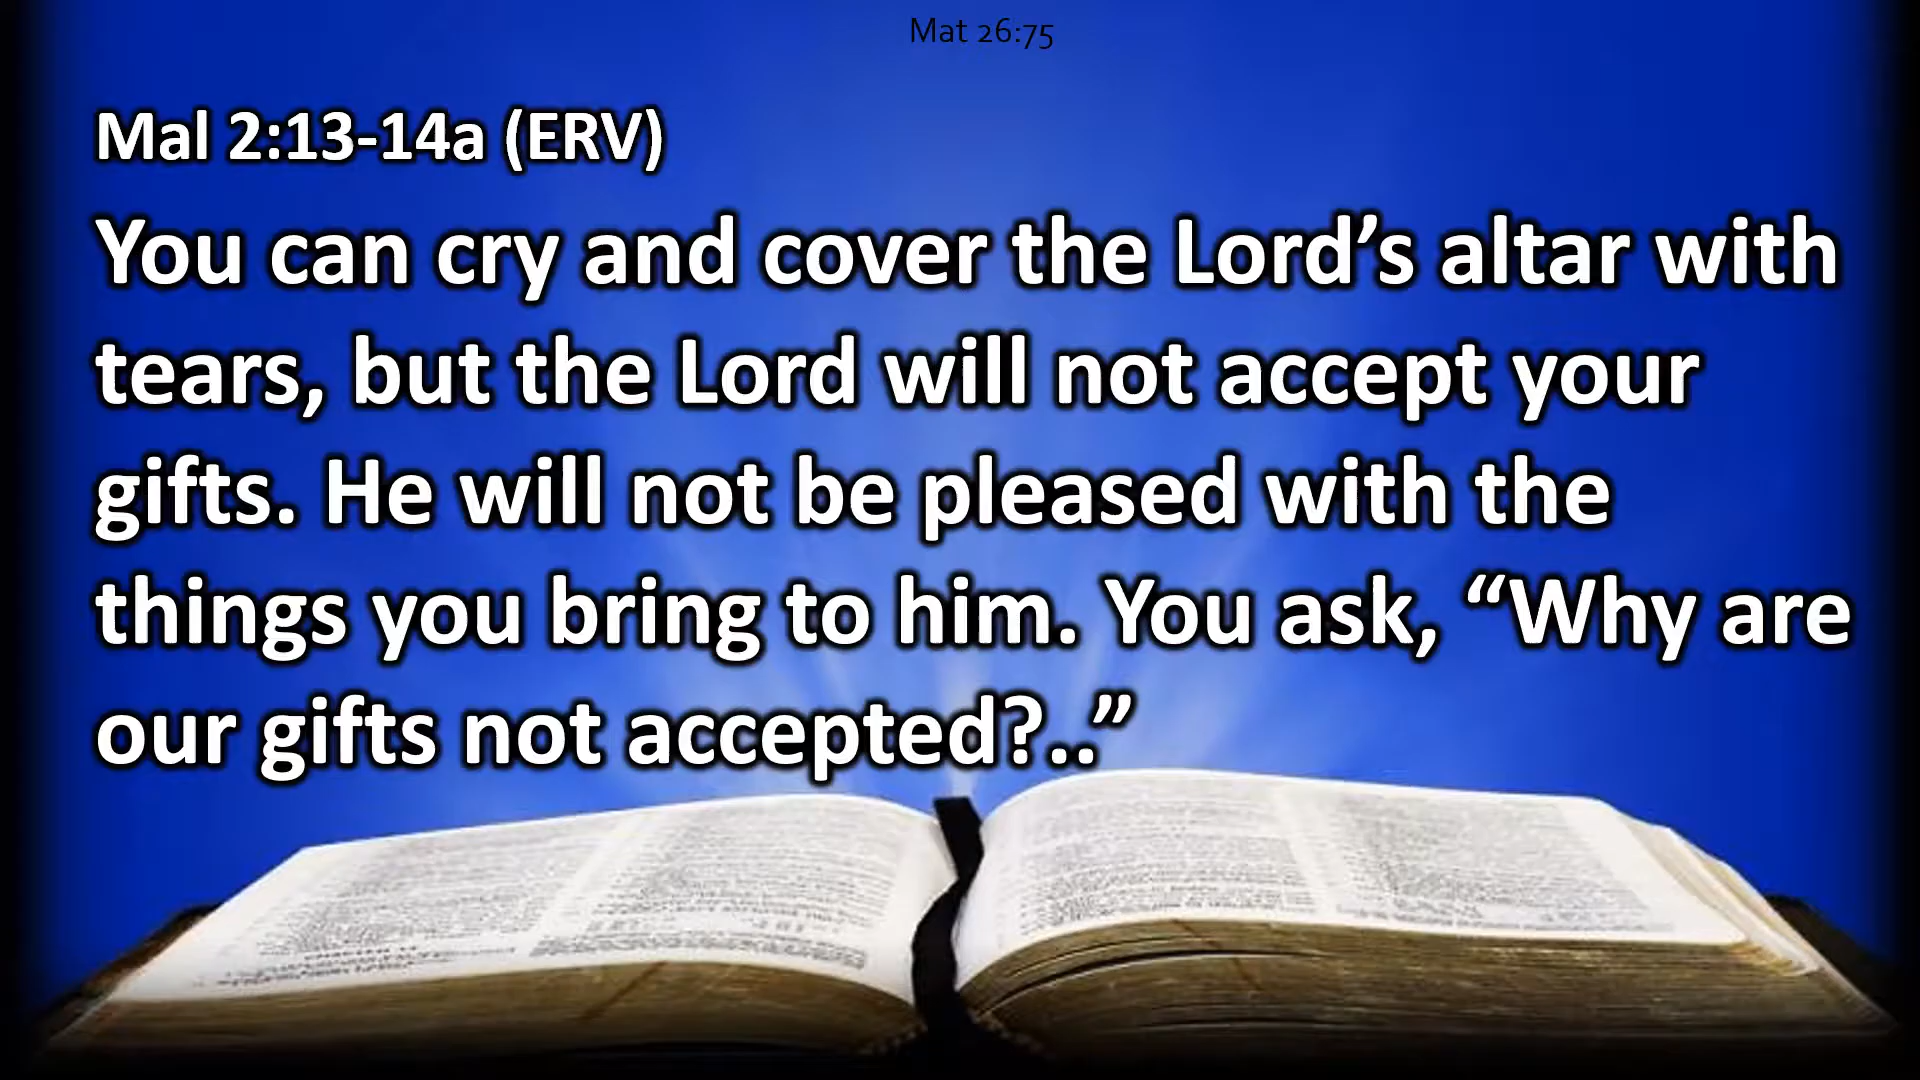 Mat 26:75
Mal 2:13-14a (ERV)
You can cry and cover the Lord’s altar with
tears, but the Lord will not accept your
gifts. He will not be pleased with the
things you bring to him. You ask, “Why are
our gifts not accepted?..”